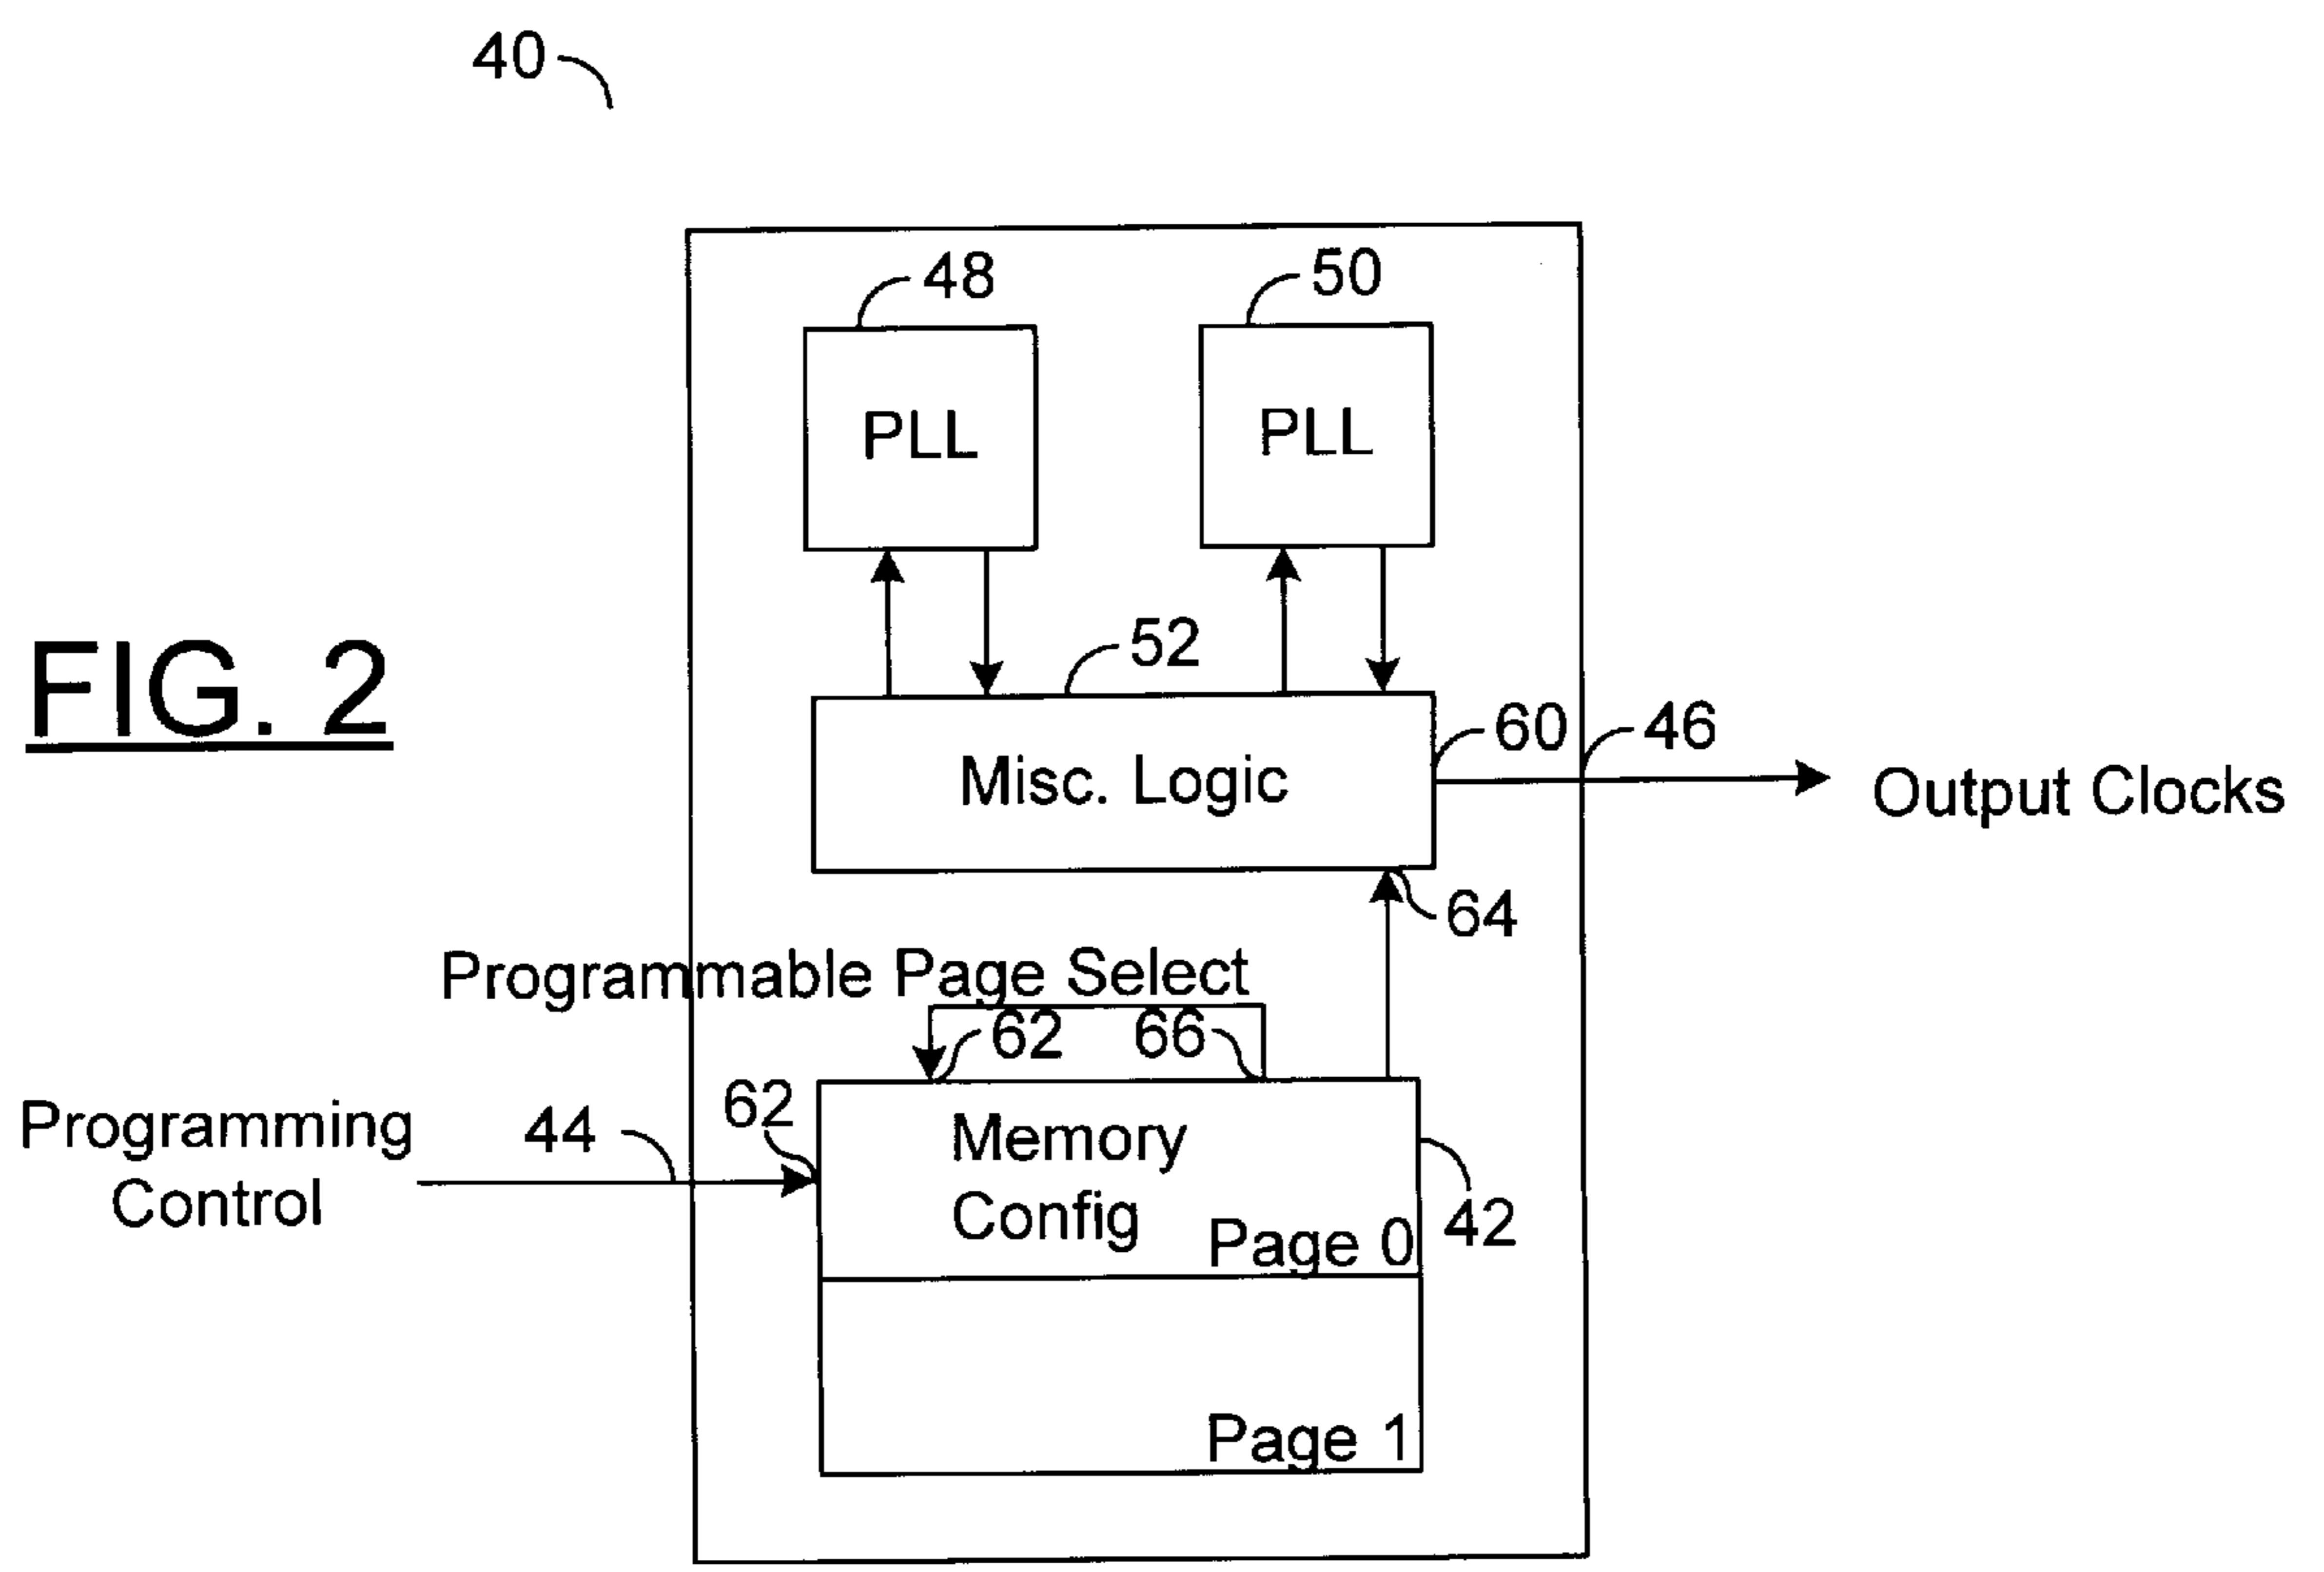 40
48
50
PLL
PLL
52
FIG. 2
60
46
Misc. Logic
Output Clocks
64
Programmable Page Select
62
66
62
Programming
Control
44
Memory
Config
Page 0
42
Page 1